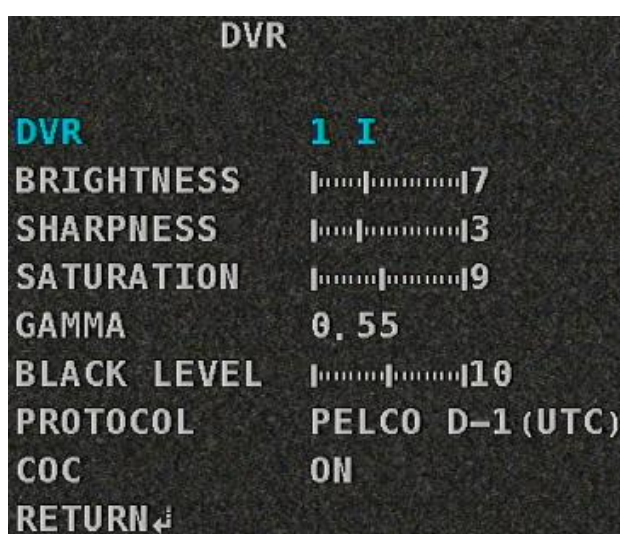 DVR
DVR 1 I
BRIGHTNESS 7
SHARPNESS 3
SATURATION 9
GAMMA 0.55
BLACK LEVEL 10
PROTOCOL PELCO D-1(UTC)
COC ON
RETURN↲